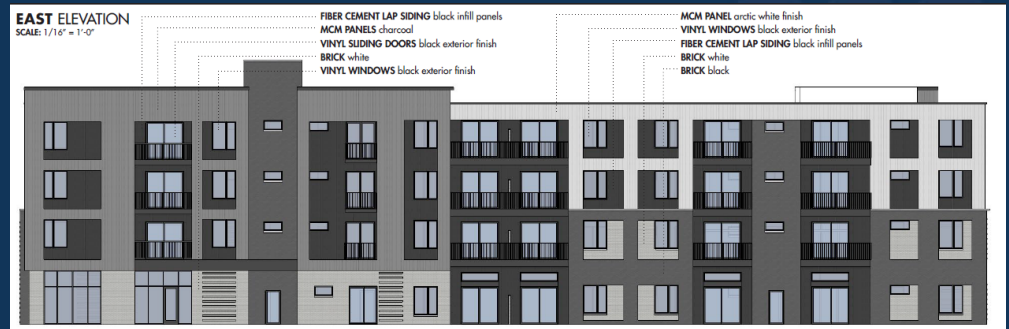 EAST ELEVATION
SCALE: 1/16" = 1'-0"
FIBER CEMENT LAP SIDING black infill panels
MCM PANELS charcoal
VINYL SLIDING DOORS black exterior finish
BRICK white
VINYL WINDOWS black exterior finish
MCM PANEL arctic white finish
VINYL WINDOWS black exterior finish
FIBER CEMENT LAP SIDING black infill panels
BRICK white
BRICK black